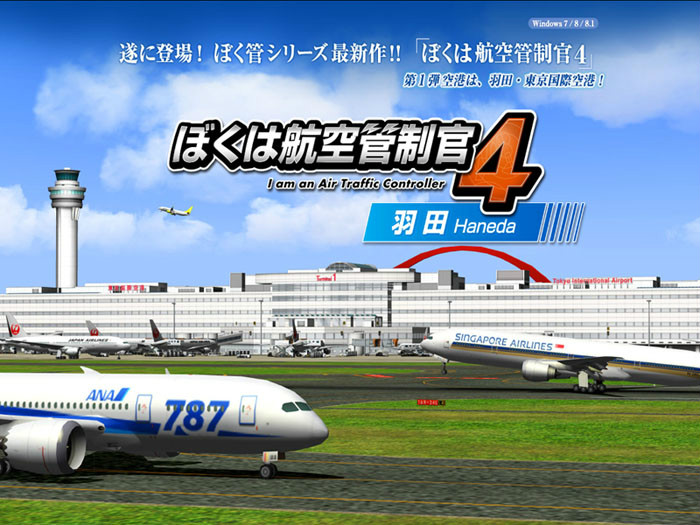 Windows 7 / 8 / 8.1
遂に登場！ ぼく管シリーズ最新作!! 「ぼくは航空管制官４」
第１弾空港は、羽田・東京国際空港！
ぼくは航空管制官4
I am an Air Traffic Controller
羽田 Haneda
Terminal 1
Tokyo International Airport
JAPAN AIRLINES
SINGAPORE AIRLINES
ANA
787